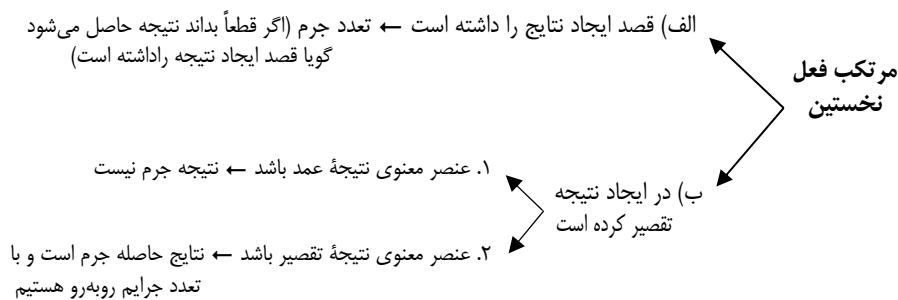 الف) قصد ایجاد نتایج را داشته است ← تعدد جرم (اگر قطعاً بداند نتیجه حاصل می‌شود
گویا قصد ایجاد نتیجه راداشته است)
مرتکب فعل
نخستین
۱. عنصر معنوی نتیجهٔ عمد باشد ← نتیجه جرم نیست
ب) در ایجاد نتیجه
تقصیر کرده است
۲. عنصر معنوی نتیجهٔ تقصیر باشد ← نتایج حاصله جرم است و با
تعدد جرایم روبه‌رو هستیم